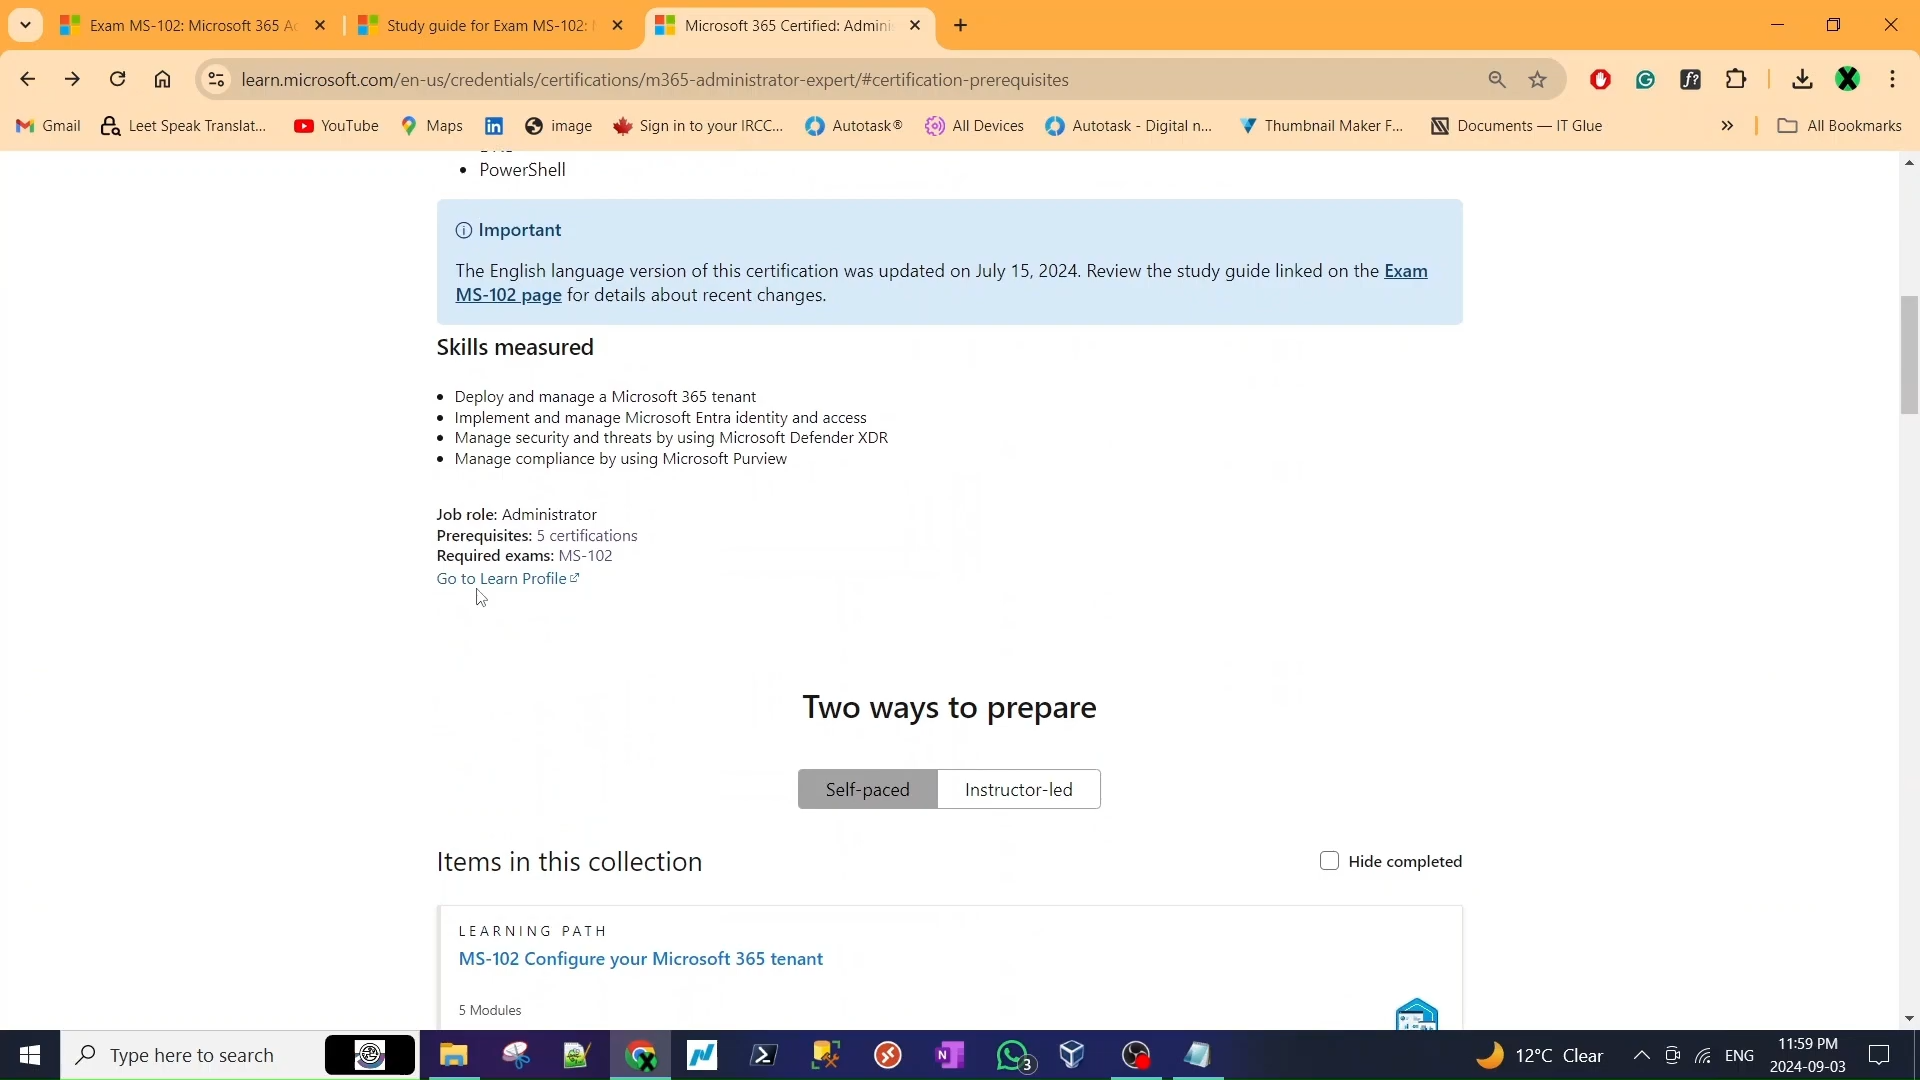 Exam MS-102: Microsoft 365 A
Study guide for Exam MS-102:
Microsoft 365 Certified: Admini
learn.microsoft.com/en-us/credentials/certifications/m365-administrator-expert/#certification-prerequisites
Gmail
Leet Speak Translat...
YouTube
Maps
image
Sign in to your IRCC...
Autotask®
All Devices
Autotask - Digital n...
Thumbnail Maker F...
Documents — IT Glue
All Bookmarks
PowerShell
Important
The English language version of this certification was updated on July 15, 2024. Review the study guide linked on the Exam
MS-102 page for details about recent changes.
Skills measured
Deploy and manage a Microsoft 365 tenant
Implement and manage Microsoft Entra identity and access
Manage security and threats by using Microsoft Defender XDR
Manage compliance by using Microsoft Purview
Job role: Administrator
Prerequisites: 5 certifications
Required exams: MS-102
Go to Learn Profile
Two ways to prepare
Self-paced
Instructor-led
Items in this collection
Hide completed
LEARNING PATH
MS-102 Configure your Microsoft 365 tenant
5 Modules
Type here to search
3
12°C Clear
ENG
11:59 PM
2024-09-03